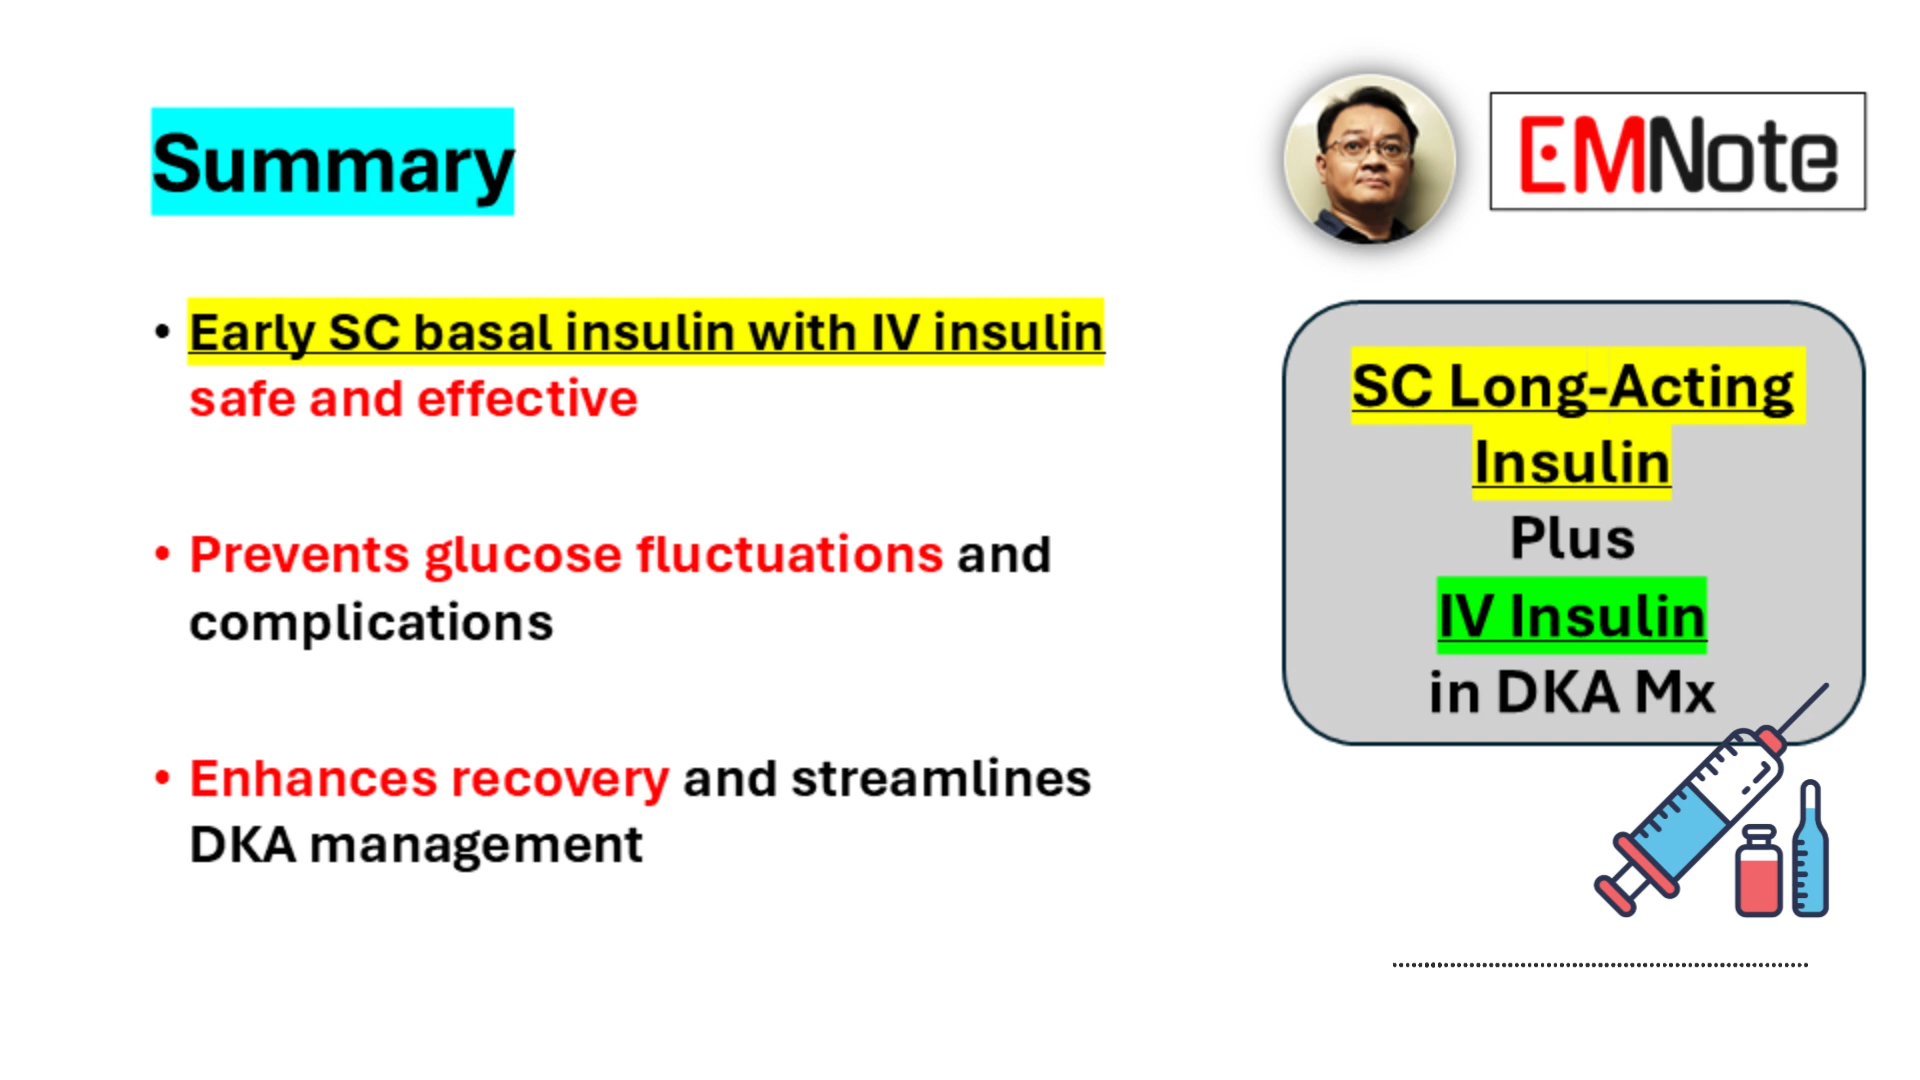 Summary
EMNote
• Early SC basal insulin with IV insulin
safe and effective
• Prevents glucose fluctuations and
complications
• Enhances recovery and streamlines
DKA management
SC Long-Acting
Insulin
Plus
IV Insulin
in DKA Mx